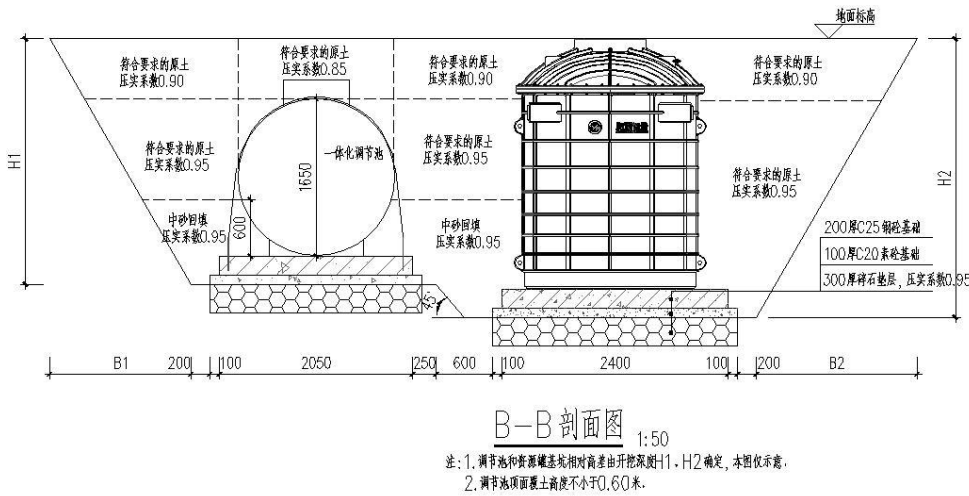 地面标高
符合要求的原土
压实系数0.90
符合要求的原土
压实系数0.85
符合要求的原土
压实系数0.90
符合要求的原土
压实系数0.90
H1
符合要求的原土
压实系数0.95
一体化调节池
1650
符合要求的原土
压实系数0.95
符合要求的原土
压实系数0.95
H2
中砂回填
压实系数0.95
600
中砂回填
压实系数0.95
200厚C25钢砼基础
100厚C20素砼基础
300厚碎石垫层，压实系数0.95
45°
B1 200 100 2050 250 600 100 2400 100 200 B2
B-B剖面图 1:50
注:1.调节池和资源罐基坑相对高差由开挖深度H1、H2确定，本图仅示意.
2.调节池顶面覆土高度不小于0.60米.